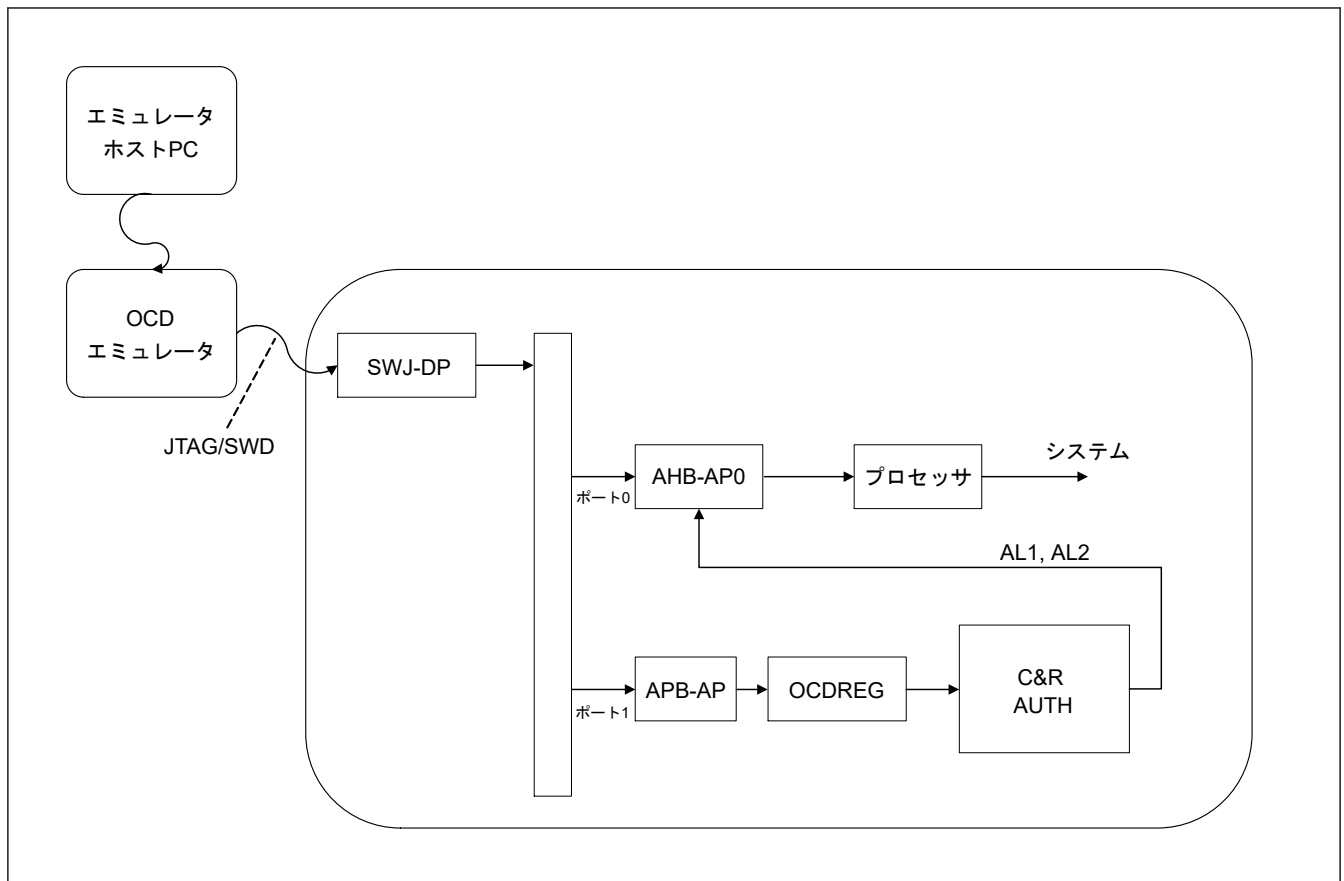 エミュレータ
ホストPC
OCD
エミュレータ
JTAG/SWD
SWJ-DP
ポート0
AHB-AP0
プロセッサ
システム
AL1, AL2
ポート1
APB-AP
OCDREG
C&R
AUTH